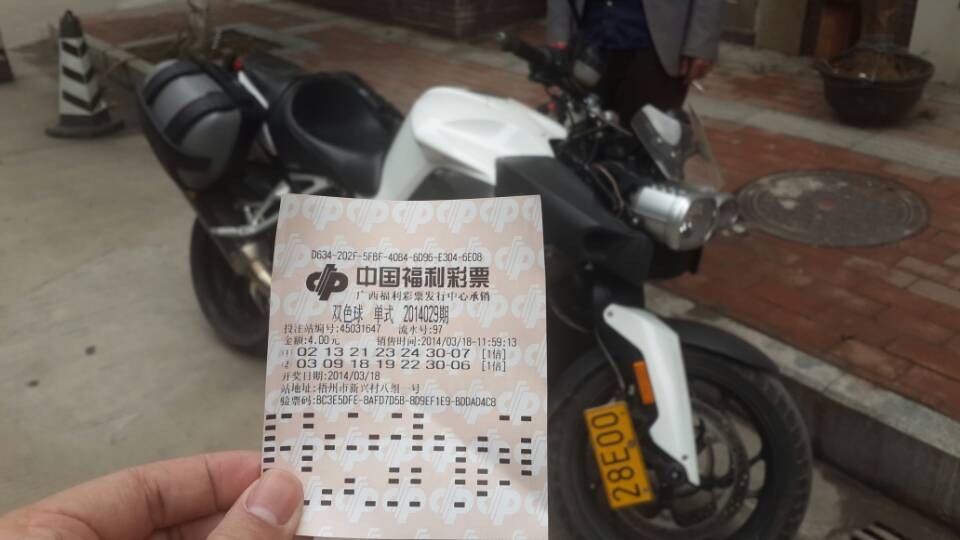 D634-202F-5FBF-40B4-6D96-E304-6E08
中国福利彩票
广西福利彩票发行中心承销
双色球 单式 2014029期
投注站编号:45031647 流水号:97
金额:4.00元 销售时间:2014/03/18-11:59:13
02 13 21 23 24 30-07 [1倍]
03 09 18 19 22 30-06 [1倍]
开奖日期:2014/03/18
站地址:梧州市新兴村八组一号
验票码:BC3E5DFE-8AFD7D5B-8D9EF1E9-BDDAD4C8
28E00